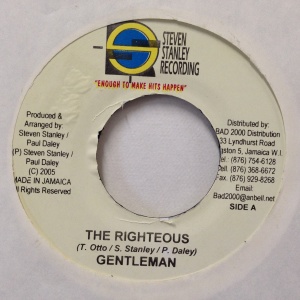 STEVEN
STANLEY
RECORDING
"ENOUGH TO MAKE HITS HAPPEN"
Produced &
Arranged by:
Steven Stanley /
Paul Daley
(P) Steven Stanley /
Paul Daley
(C) 2005
MADE IN JAMAICA
All Rights Reserved
Distributed by:
BAD 2000 Distribution
33 Lyndhurst Road
Kingston 5, Jamaica W.I.
Tel: (876) 754-6128
Tel: (876) 368-6672
Fax: (876) 929-8268
Email:
Bad2000@anbell.net
SIDE A
THE RIGHTEOUS
(T. Otto / S. Stanley / P. Daley)
GENTLEMAN